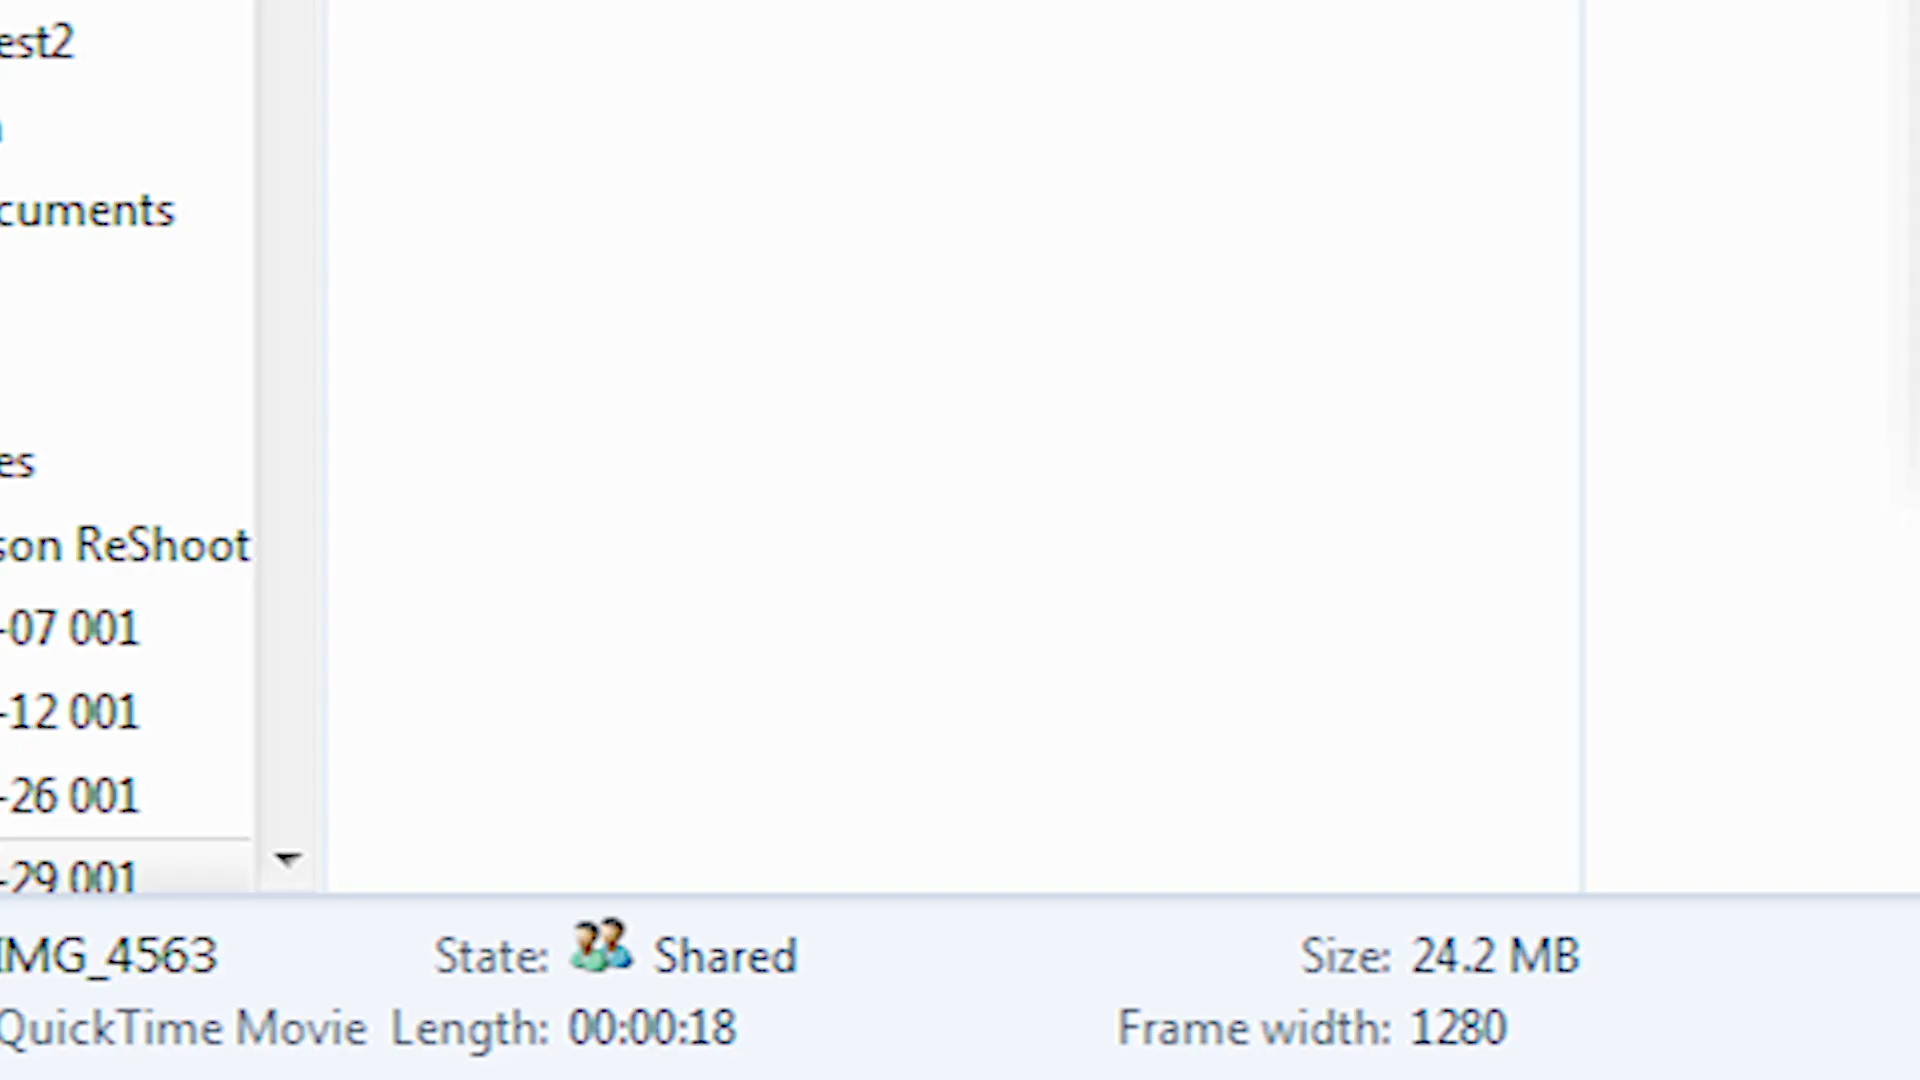 est2
cuments
es
son ReShoot
-07 001
-12 001
-26 001
-29 001
IMG_4563 State: Shared Size: 24.2 MB
QuickTime Movie Length: 00:00:18 Frame width: 1280